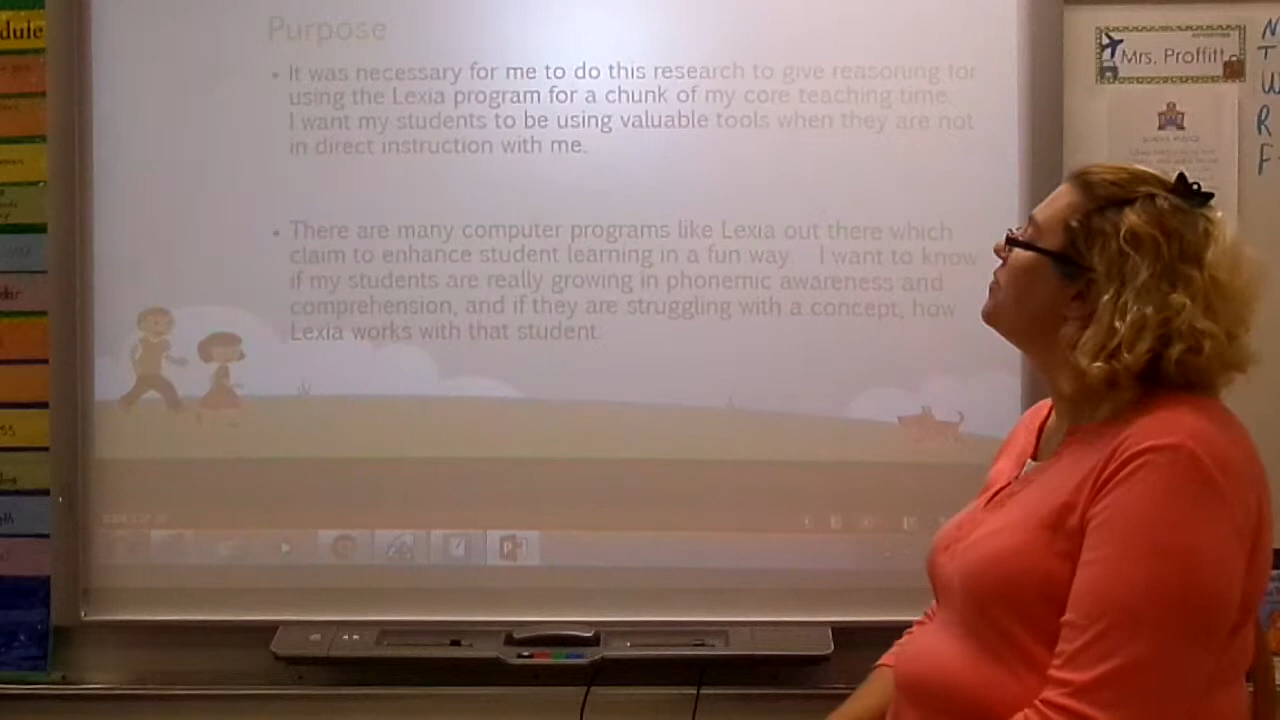 Purpose
• It was necessary for me to do this research to give reasoning for
using the Lexia program for a chunk of my core teaching time.
I want my students to be using valuable tools when they are not
in direct instruction with me.
• There are many computer programs like Lexia out there which
claim to enhance student learning in a fun way. I want to know
if my students are really growing in phonemic awareness and
comprehension, and if they are struggling with a concept, how
Lexia works with that student.
dule
Mrs. Proffitt
N
T
W
R
F